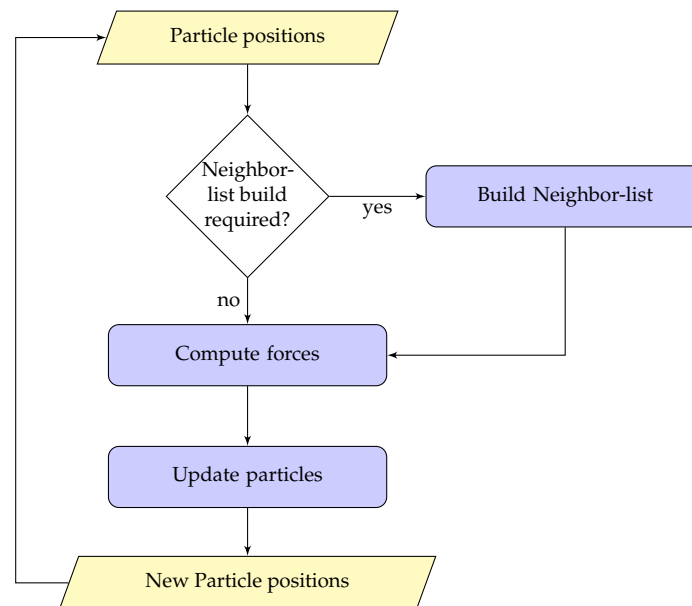 Particle positions
Neighbor-
list build
required?
yes
Build Neighbor-list
no
Compute forces
Update particles
New Particle positions